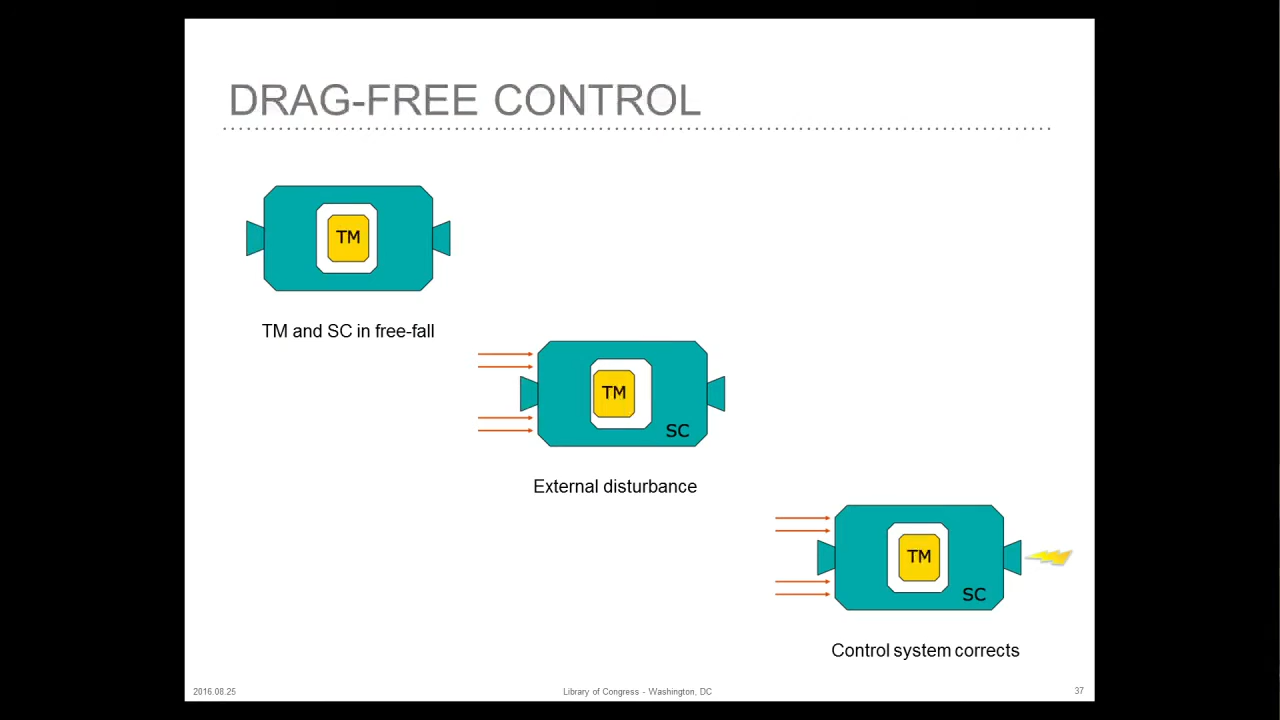 DRAG-FREE CONTROL
TM
TM and SC in free-fall
TM
SC
External disturbance
TM
SC
Control system corrects
2016.08.25
Library of Congress - Washington, DC
37